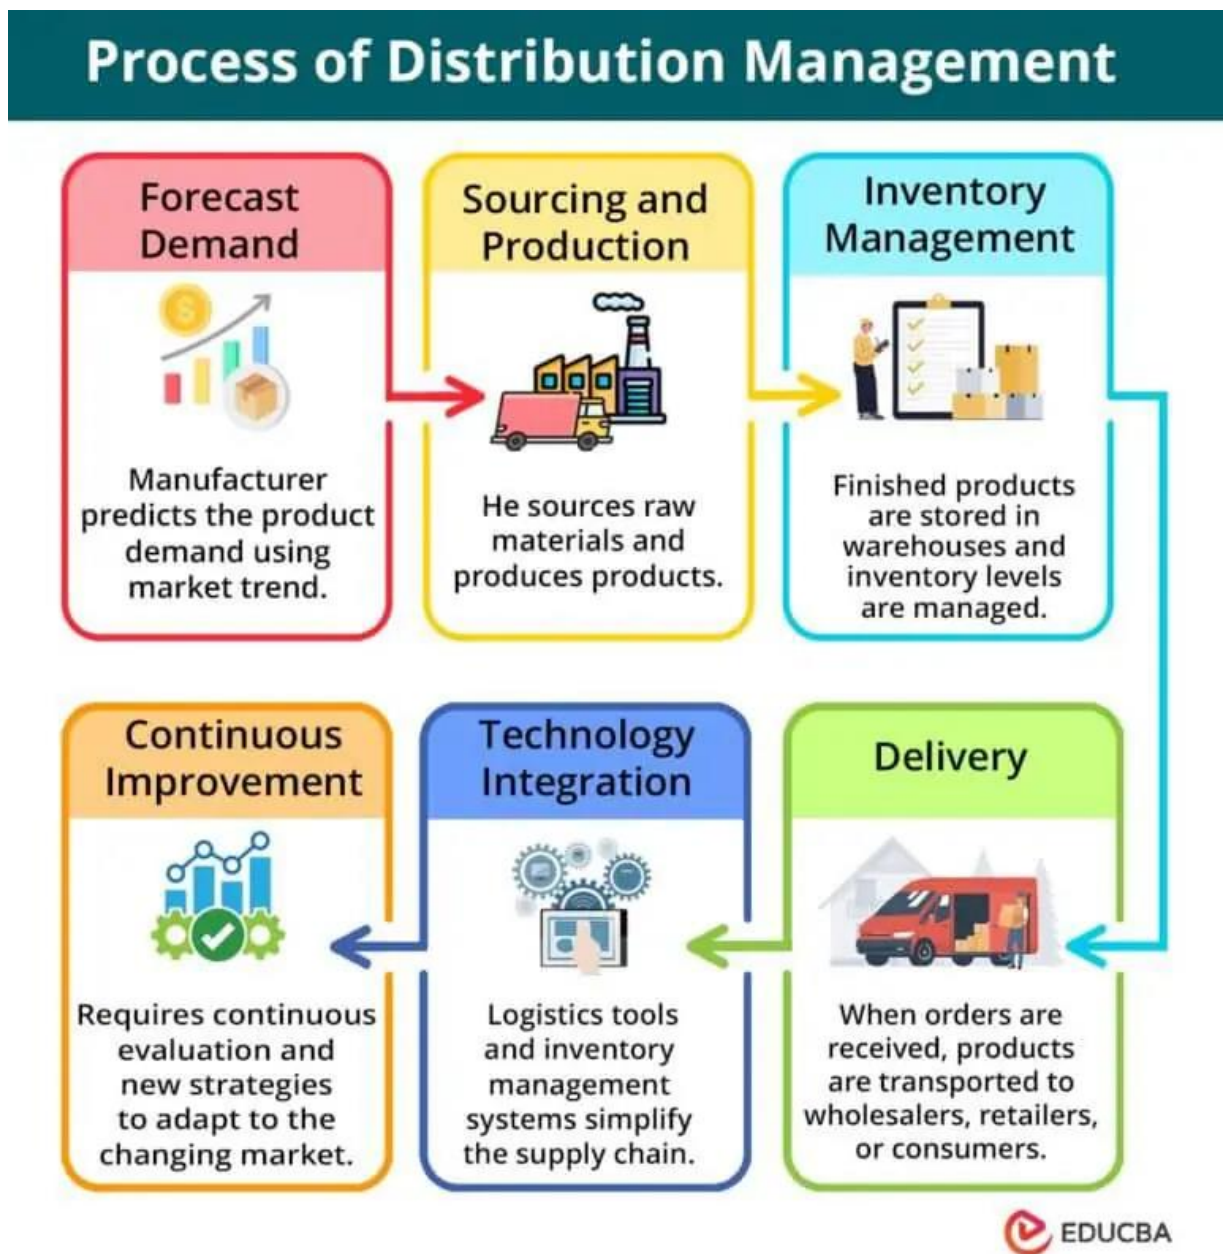 Process of Distribution Management
Forecast
Demand
Manufacturer
predicts the product
demand using
market trend.
Sourcing and
Production
He sources raw
materials and
produces products.
Inventory
Management
Finished products
are stored in
warehouses and
inventory levels
are managed.
Delivery
When orders are
received, products
are transported to
wholesalers, retailers,
or consumers.
Technology
Integration
Logistics tools
and inventory
management
systems simplify
the supply chain.
Continuous
Improvement
Requires continuous
evaluation and
new strategies
to adapt to the
changing market.
EDUCBA